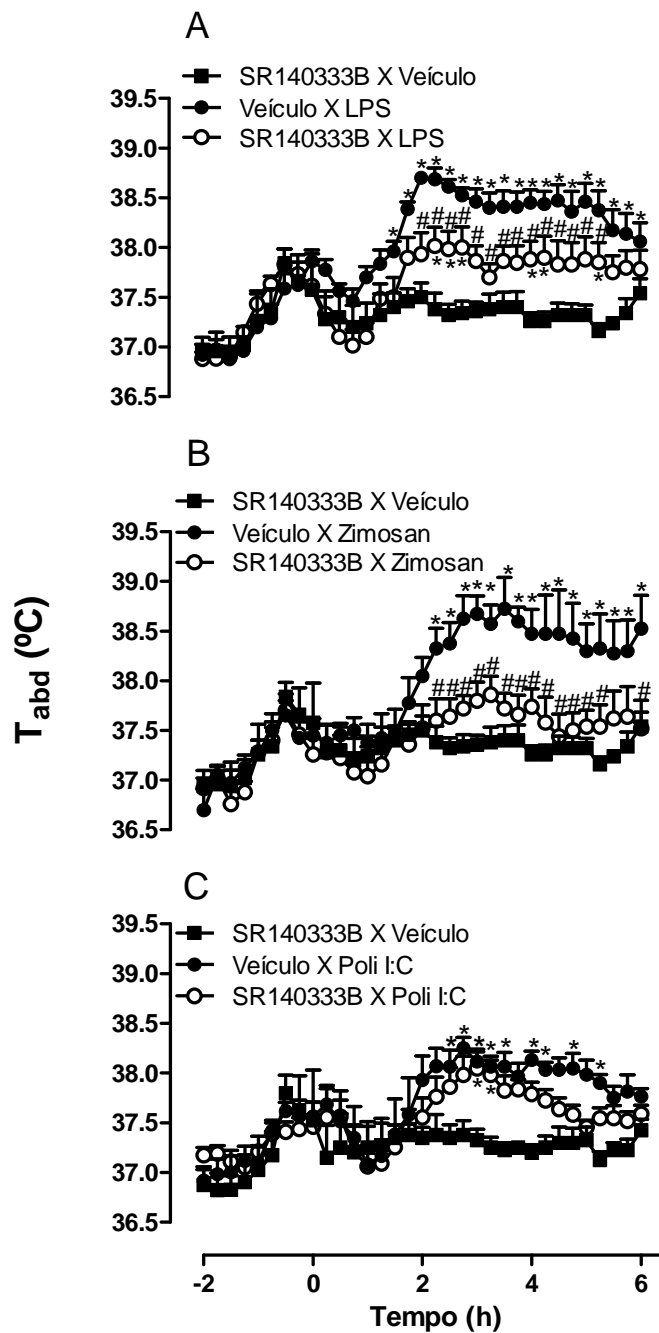 A
SR140333B X Veículo
Veículo X LPS
SR140333B X LPS
39.5
39.0
38.5
38.0
37.5
37.0
36.5
B
SR140333B X Veículo
Veículo X Zimosan
SR140333B X Zimosan
39.5
39.0
38.5
38.0
37.5
37.0
36.5
Tabd (ºC)
C
SR140333B X Veículo
Veículo X Poli I:C
SR140333B X Poli I:C
39.5
39.0
38.5
38.0
37.5
37.0
36.5
-2 0 2 4 6
Tempo (h)